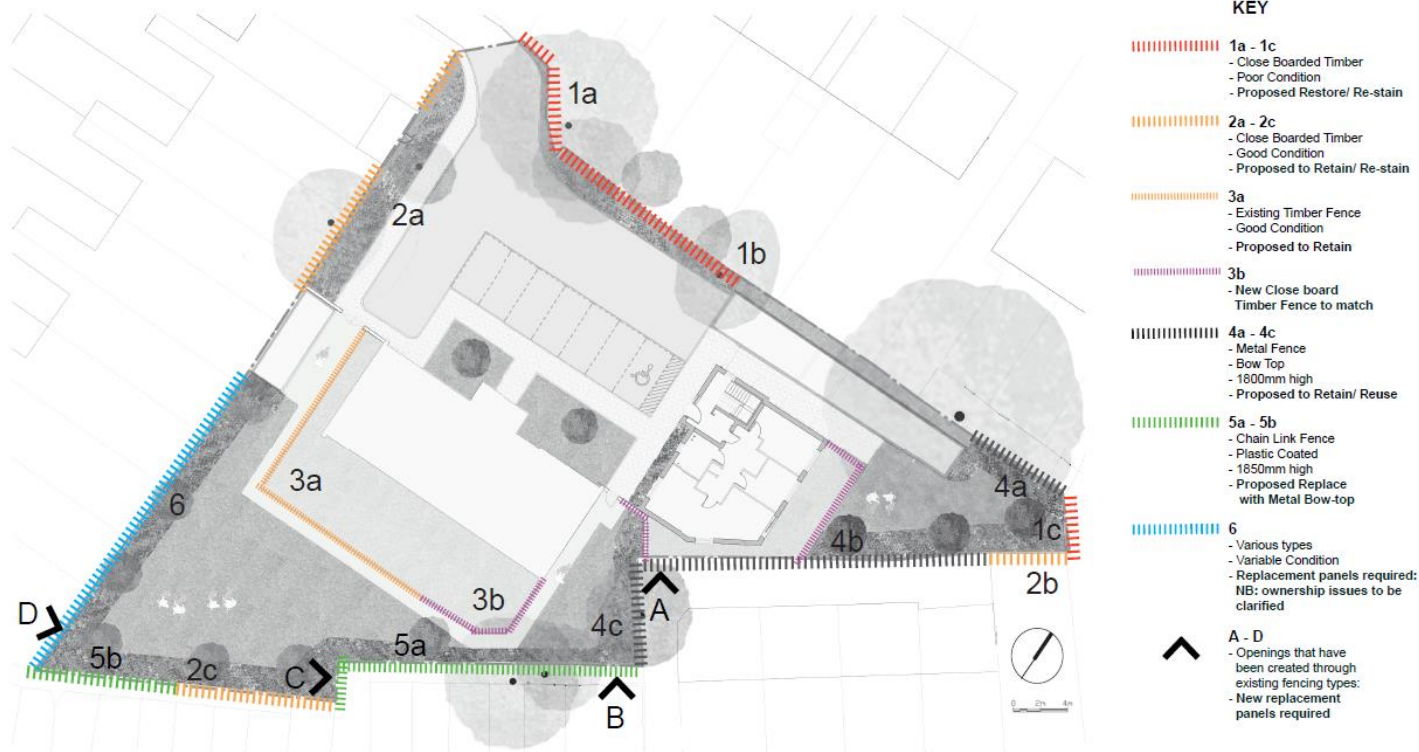 KEY
1a - 1c
- Close Boarded Timber
- Poor Condition
- Proposed Restore/ Re-stain
2a - 2c
- Close Boarded Timber
- Good Condition
- Proposed to Retain/ Re-stain
3a
- Existing Timber Fence
- Good Condition
- Proposed to Retain
3b
- New Close board
Timber Fence to match
4a - 4c
- Metal Fence
- Bow Top
- 1800mm high
- Proposed to Retain/ Reuse
5a - 5b
- Chain Link Fence
- Plastic Coated
- 1850mm high
- Proposed Replace
with Metal Bow-top
6
- Various types
- Variable Condition
- Replacement panels required:
NB: ownership issues to be
clarified
A - D
- Openings that have
been created through
existing fencing types:
- New replacement
panels required
1a
2a
1b
3a
6
4a
1c
4b
2b
3b
A
4c
D
5a
5b
2c
C
B
0 2m 4m